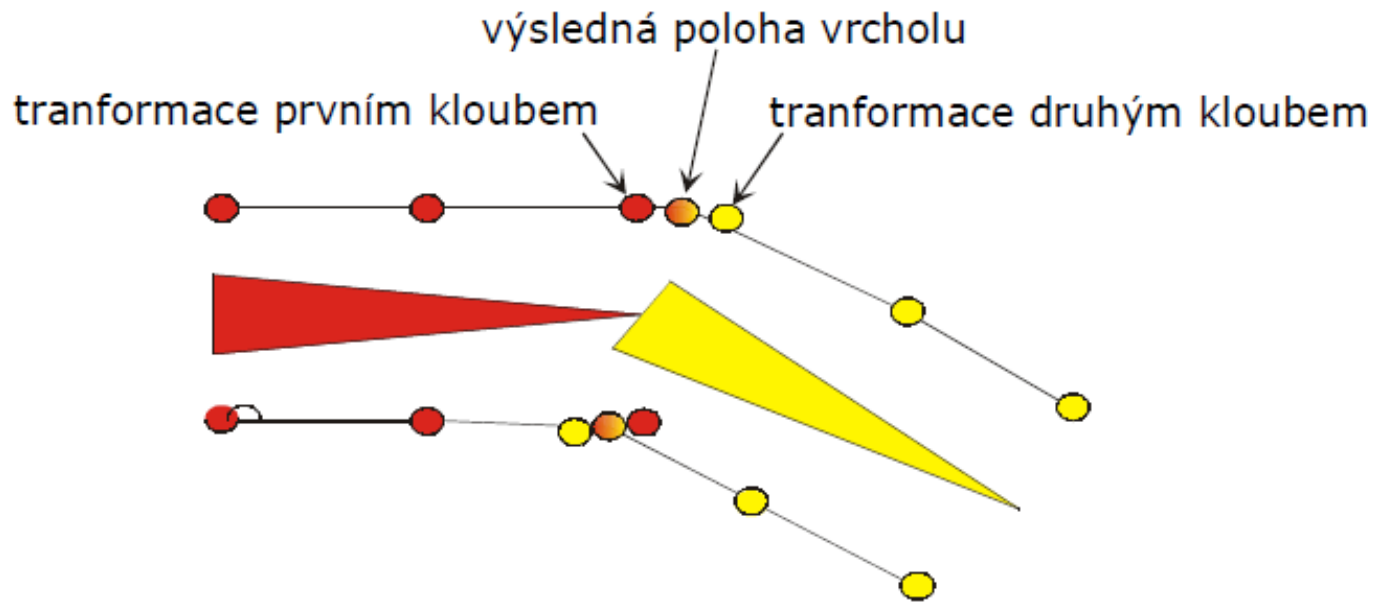 výsledná poloha vrcholu
tranformace prvním kloubem
tranformace druhým kloubem